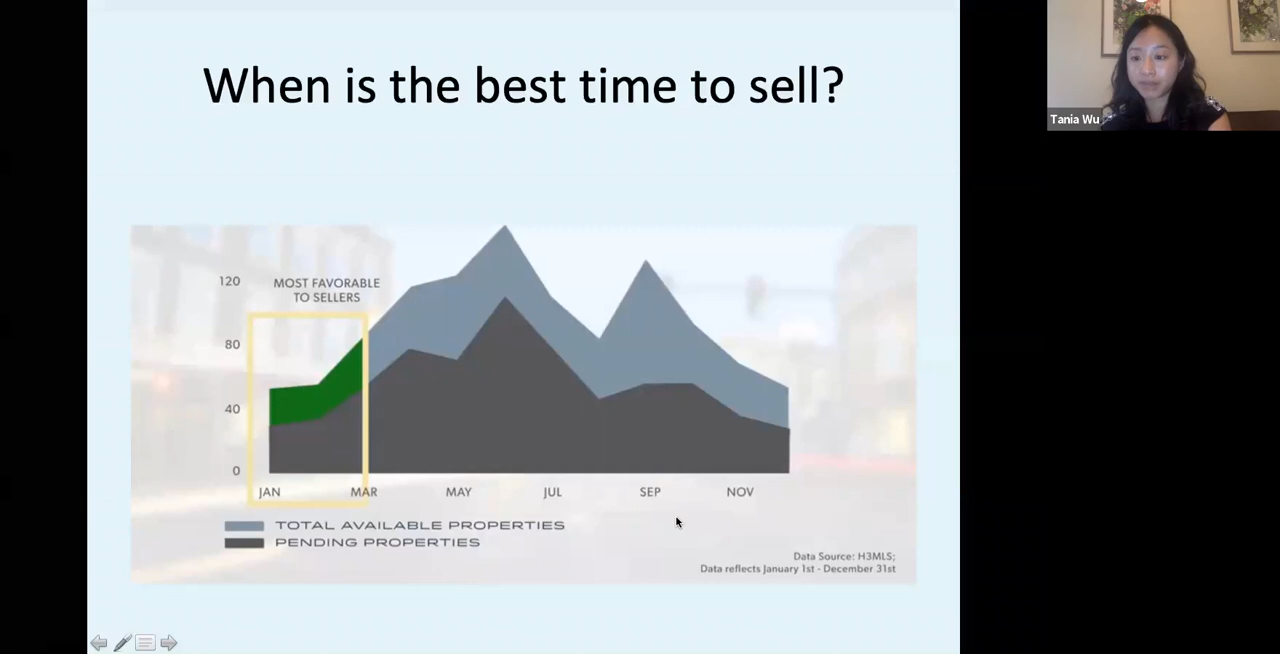 When is the best time to sell?
Tania Wu
120
MOST FAVORABLE
TO SELLERS
80
40
0
JAN MAR MAY JUL SEP NOV
TOTAL AVAILABLE PROPERTIES
PENDING PROPERTIES
Data Source: H3MLS;
Data reflects January 1st - December 31st